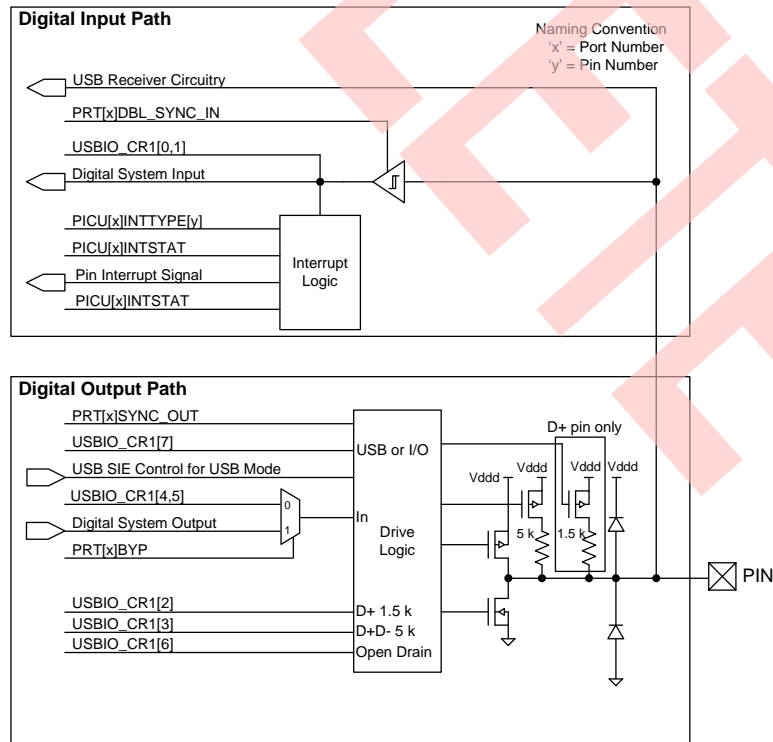 Digital Input Path
Naming Convention
'x' = Port Number
'y' = Pin Number
USB Receiver Circuitry
PRT[x]DBL_SYNC_IN
USBIO_CR1[0,1]
Digital System Input
PICU[x]INTTYPE[y]
PICU[x]INTSTAT
Pin Interrupt Signal
PICU[x]INTSTAT
Interrupt
Logic
Digital Output Path
PRT[x]SYNC_OUT
USBIO_CR1[7]
USB SIE Control for USB Mode
USBIO_CR1[4,5]
Digital System Output
PRT[x]BYP
0
1
USBIO_CR1[2]
USBIO_CR1[3]
USBIO_CR1[6]
USB or I/O
In
Drive
Logic
D+ 1.5 k
D+D- 5 k
Open Drain
D+ pin only
Vddd
Vddd
Vddd
Vddd
5 k
1.5 k
PIN